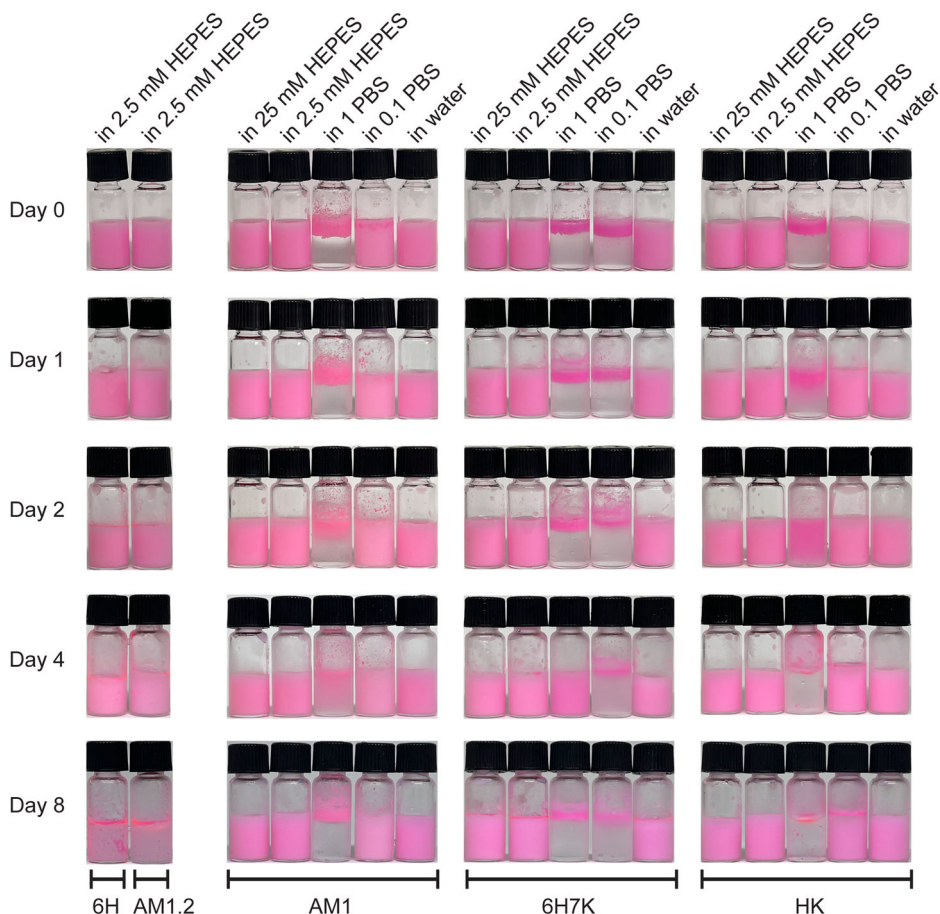 in 2.5 mM HEPES
in 2.5 mM HEPES
in 25 mM HEPES
in 2.5 mM HEPES
in 1 PBS
in 0.1 PBS
in water
in 25 mM HEPES
in 2.5 mM HEPES
in 1 PBS
in 0.1 PBS
in water
in 25 mM HEPES
in 2.5 mM HEPES
in 1 PBS
in 0.1 PBS
in water
Day 0
Day 1
Day 2
Day 4
Day 8
6H AM1.2 AM1 6H7K HK